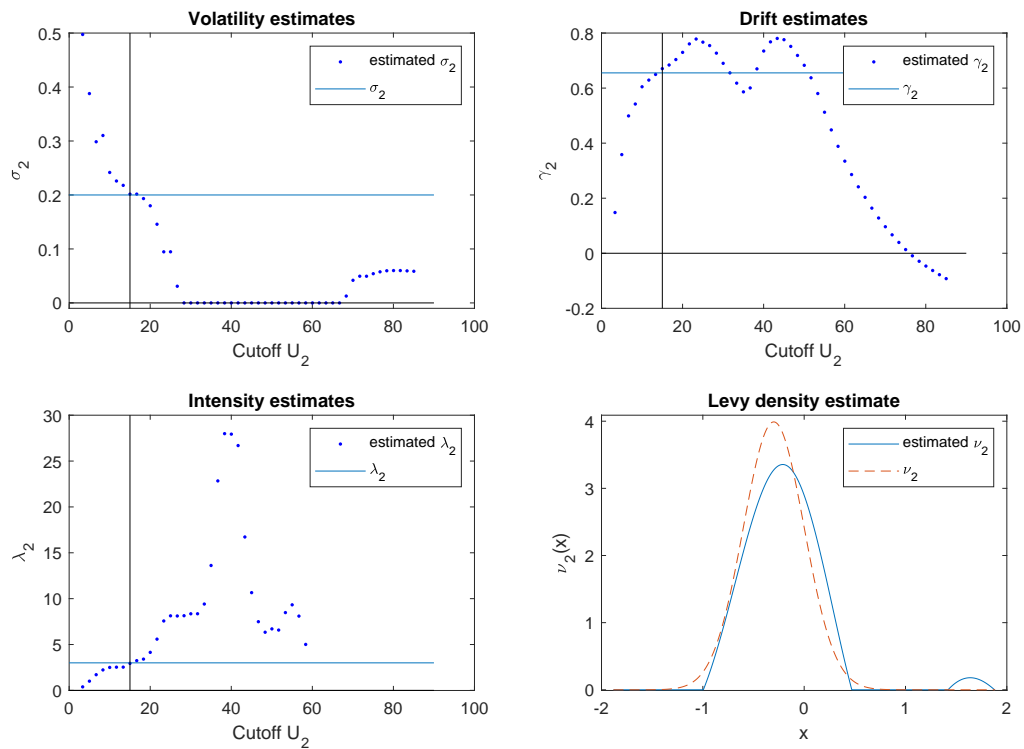 Volatility estimates
0.5
0.4
0.3
0.2
0.1
0
σ2
0 20 40 60 80 100
Cutoff U2
estimated σ2
σ2
Drift estimates
0.8
0.6
0.4
0.2
0
-0.2
γ2
0 20 40 60 80 100
Cutoff U2
estimated γ2
γ2
Intensity estimates
30
25
20
15
10
5
0
λ2
0 20 40 60 80 100
Cutoff U2
estimated λ2
λ2
Levy density estimate
4
3
2
1
0
ν2(x)
-2 -1 0 1 2
x
estimated ν2
ν2